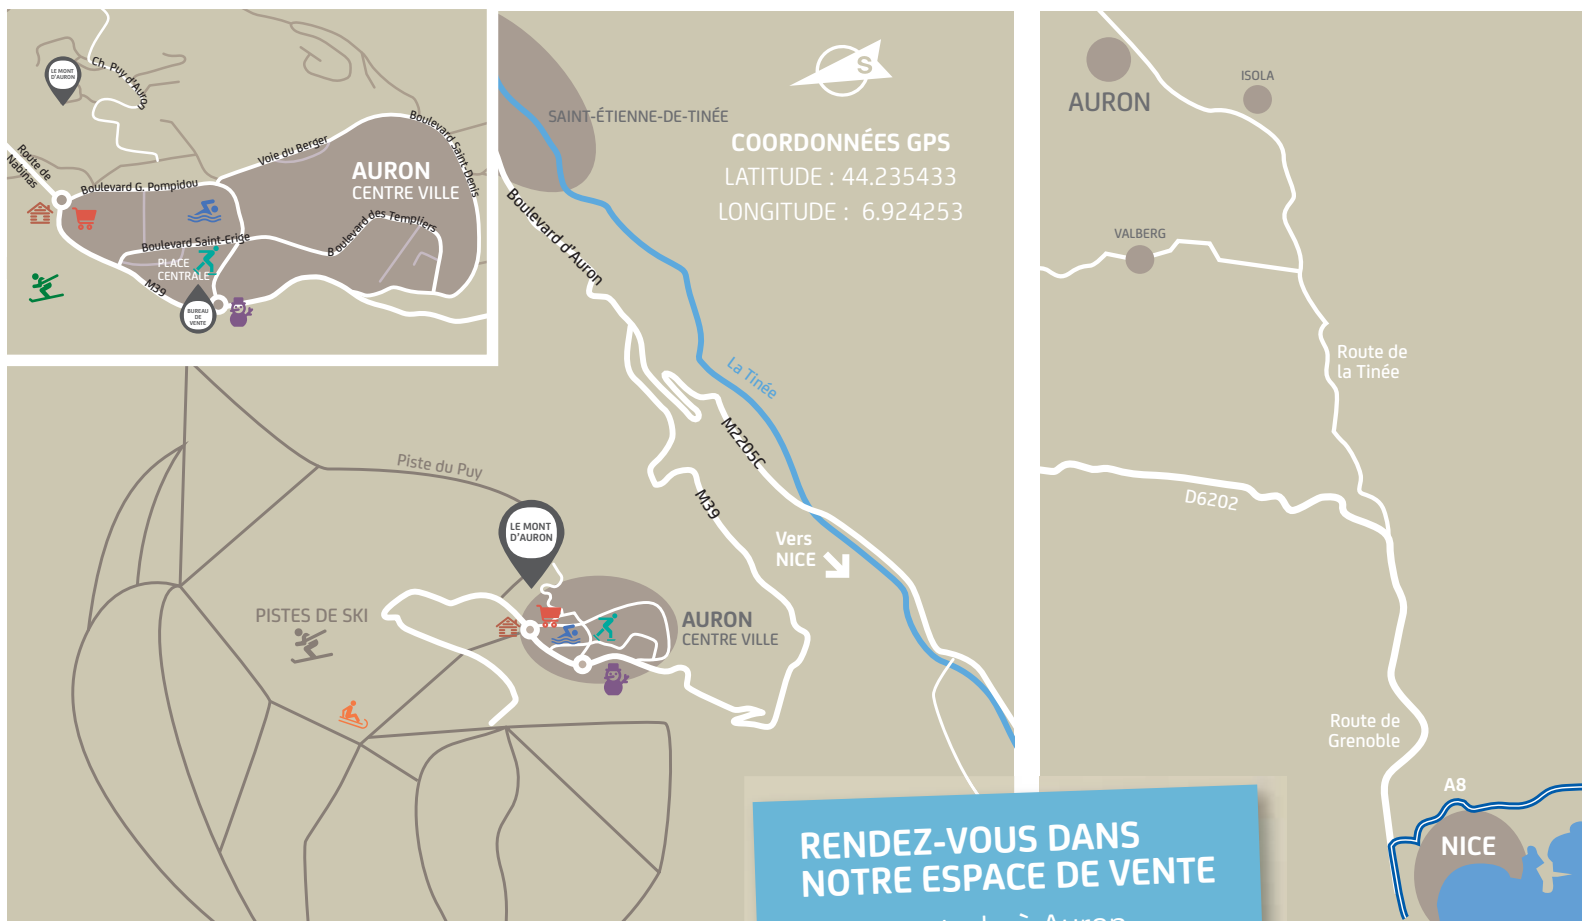 LE MONT
D'AURON
Ch. Puy d'Auron
Route de
Nabinas
Boulevard G. Pompidou
Voie du Berger
Boulevard Saint-Denis
AURON
CENTRE VILLE
Boulevard des Templiers
Boulevard Saint-Erige
PLACE
CENTRALE
M39
BUREAU
DE
VENTE
SAINT-ÉTIENNE-DE-TINÉE
S
COORDONNÉES GPS
LATITUDE : 44.235433
LONGITUDE : 6.924253
Boulevard d'Auron
La Tinée
M2205C
M39
Vers
NICE
Piste du Puy
LE MONT
D'AURON
PISTES DE SKI
AURON
CENTRE VILLE
AURON
ISOLA
VALBERG
Route de
la Tinée
D6202
Route de
Grenoble
A8
NICE
RENDEZ-VOUS DANS
NOTRE ESPACE DE VENTE
à Auron